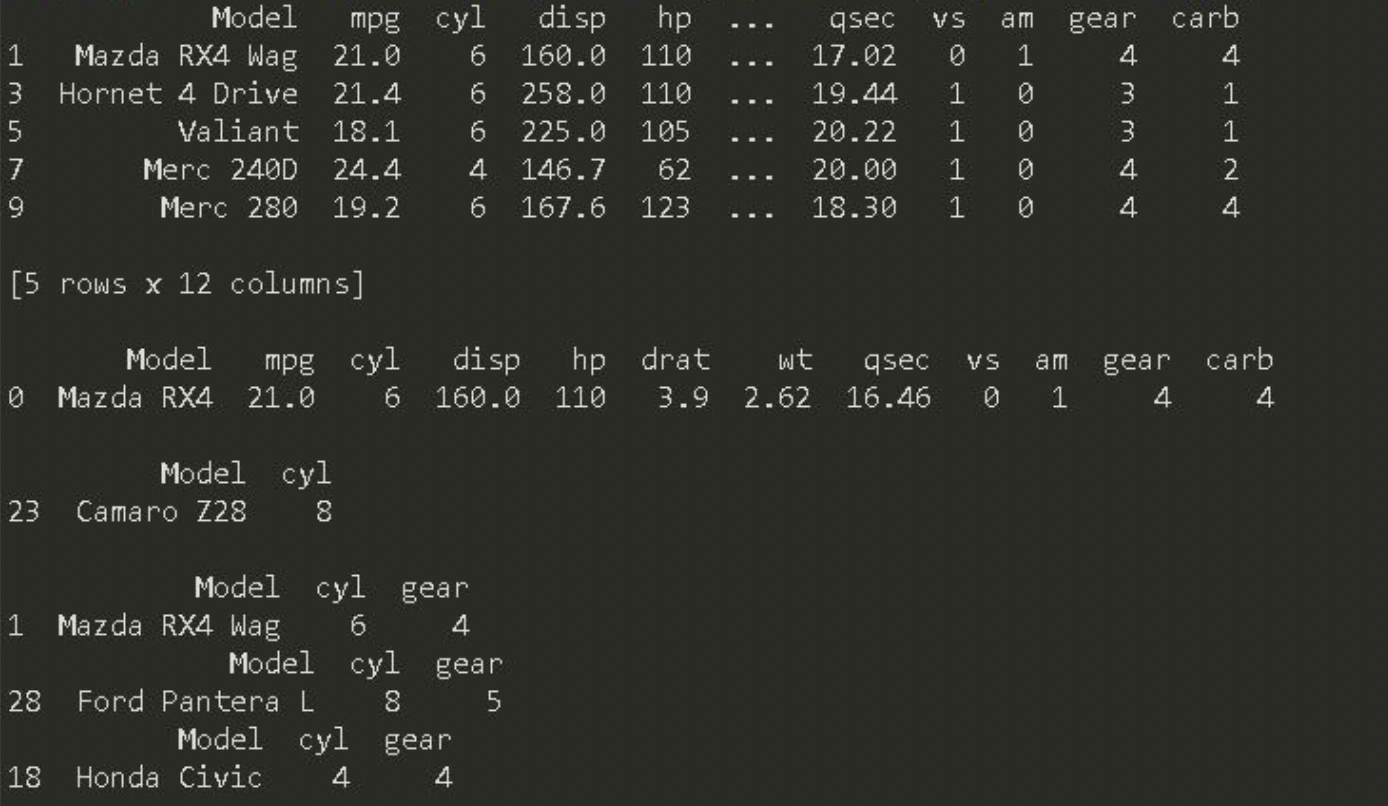 Model mpg cyl disp hp ... qsec vs am gear carb
1 Mazda RX4 Wag 21.0 6 160.0 110 ... 17.02 0 1 4 4
3 Hornet 4 Drive 21.4 6 258.0 110 ... 19.44 1 0 3 1
5 Valiant 18.1 6 225.0 105 ... 20.22 1 0 3 1
7 Merc 240D 24.4 4 146.7 62 ... 20.00 1 0 4 2
9 Merc 280 19.2 6 167.6 123 ... 18.30 1 0 4 4
[5 rows x 12 columns]
Model mpg cyl disp hp drat wt qsec vs am gear carb
0 Mazda RX4 21.0 6 160.0 110 3.9 2.62 16.46 0 1 4 4
Model cyl
23 Camaro Z28 8
Model cyl gear
1 Mazda RX4 Wag 6 4
Model cyl gear
28 Ford Pantera L 8 5
Model cyl gear
18 Honda Civic 4 4